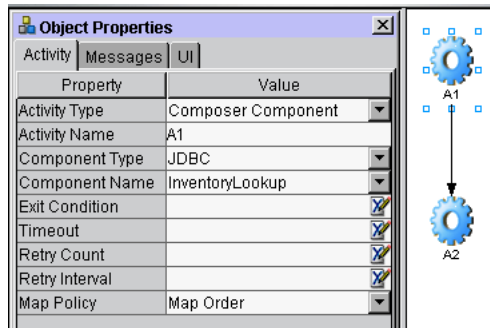 Object Properties
Activity Messages UI
Property Value
Activity Type Composer Component
Activity Name A1
Component Type JDBC
Component Name InventoryLookup
Exit Condition
Timeout
Retry Count
Retry Interval
Map Policy Map Order
A1
A2